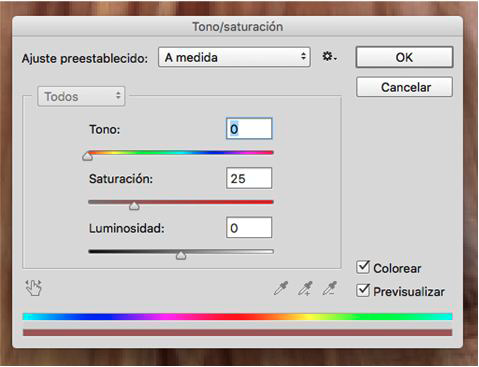 Tono/saturación
Ajuste preestablecido: A medida
OK
Cancelar
Todos
Tono: 0
Saturación: 25
Luminosidad: 0
Colorear
Previsualizar